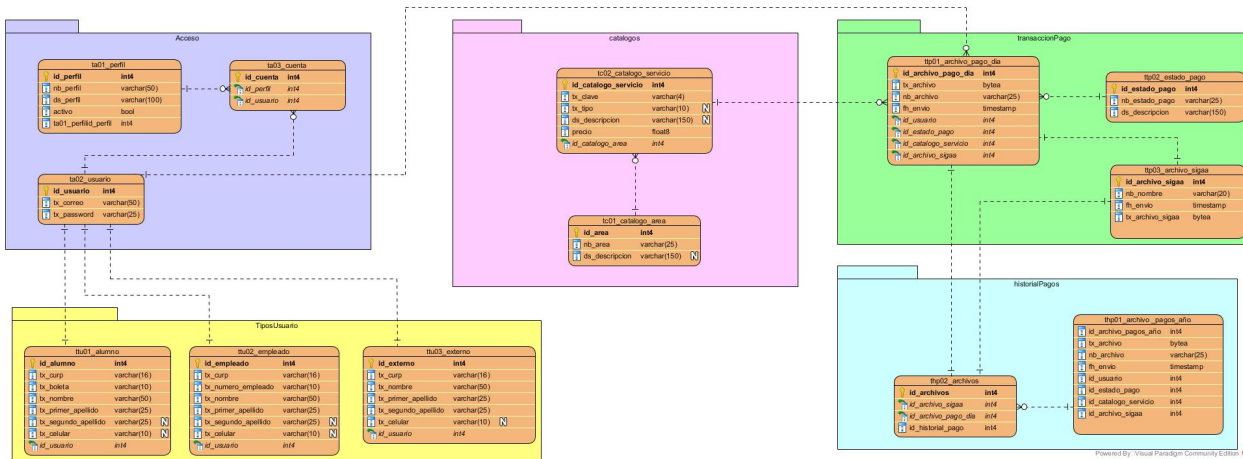 Acceso
ta01_perfil
id_perfil int4
nb_perfil varchar(50)
ds_perfil varchar(100)
activo bool
ta01_perfilid_perfil int4
ta03_cuenta
id_cuenta int4
id_perfil int4
id_usuario int4
ta02_usuario
id_usuario int4
tx_correo varchar(50)
tx_password varchar(25)
catalogos
tc02_catalogo_servicio
id_catalogo_servicio int4
tx_clave varchar(4)
tx_tipo varchar(10) N
ds_descripcion varchar(150) N
precio float8
id_catalogo_area int4
tc01_catalogo_area
id_area int4
nb_area varchar(25)
ds_descripcion varchar(150) N
transaccionPago
ttp01_archivo_pago_dia
id_archivo_pago_dia int4
tx_archivo bytea
nb_archivo varchar(25)
fh_envio timestamp
id_usuario int4
id_estado_pago int4
id_catalogo_servicio int4
id_archivo_sigaa int4
ttp02_estado_pago
id_estado_pago int4
nb_estado_pago varchar(25)
ds_descripcion varchar(150)
ttp03_archivo_sigaa
id_archivo_sigaa int4
nb_nombre varchar(20)
fh_envio timestamp
tx_archivo_sigaa bytea
TiposUsuario
ttu01_alumno
id_alumno int4
tx_curp varchar(16)
tx_boleta varchar(10)
tx_nombre varchar(50)
tx_primer_apellido varchar(25)
tx_segundo_apellido varchar(25) N
tx_celular varchar(10) N
id_usuario int4
ttu02_empleado
id_empleado int4
tx_curp varchar(16)
tx_numero_empleado varchar(10)
tx_nombre varchar(50)
tx_primer_apellido varchar(25)
tx_segundo_apellido varchar(25) N
tx_celular varchar(10) N
id_usuario int4
ttu03_externo
id_externo int4
tx_curp varchar(16)
tx_nombre varchar(50)
tx_primer_apellido varchar(25)
tx_segundo_apellido varchar(25)
tx_celular varchar(10) N
id_usuario int4
historialPagos
thp01_archivo_pagos_año
id_archivo_pagos_año int4
tx_archivo bytea
nb_archivo varchar(25)
fh_envio timestamp
id_usuario int4
id_estado_pago int4
id_catalogo_servicio int4
id_archivo_sigaa int4
thp02_archivos
id_archivos int4
id_archivo_sigaa int4
id_archivo_pago_dia int4
id_historial_pago int4
Powered By Visual Paradigm Community Edition